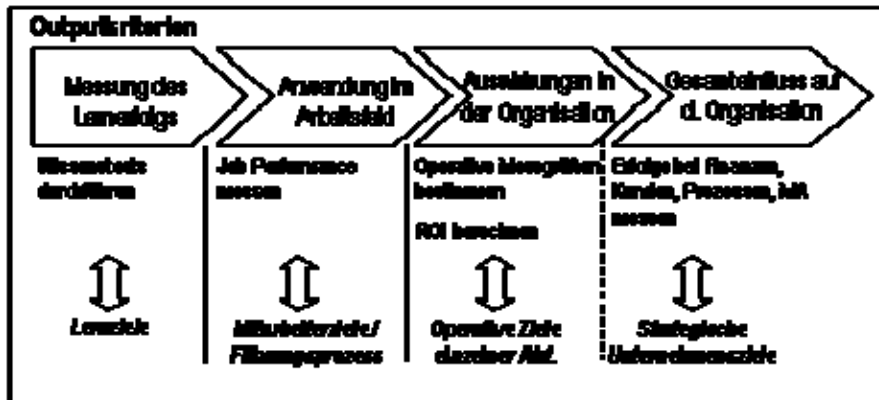 Outputkriterien
Messung des
Lernerfolgs
Anwendung im
Arbeitsfeld
Auswirkungen in
der Organisation
Gesamteinfluss auf
d. Organisation
Wissenstests
durchführen
Job Performance
messen
Operative Messgrößen
bestimmen
ROI berechnen
Erfolge bei Finanzen,
Kunden, Prozessen, MA
messen
Lernziele
Mitarbeiterziele /
Führungsprozess
Operative Ziele
einzelner Abt.
Strategische
Unternehmensziele